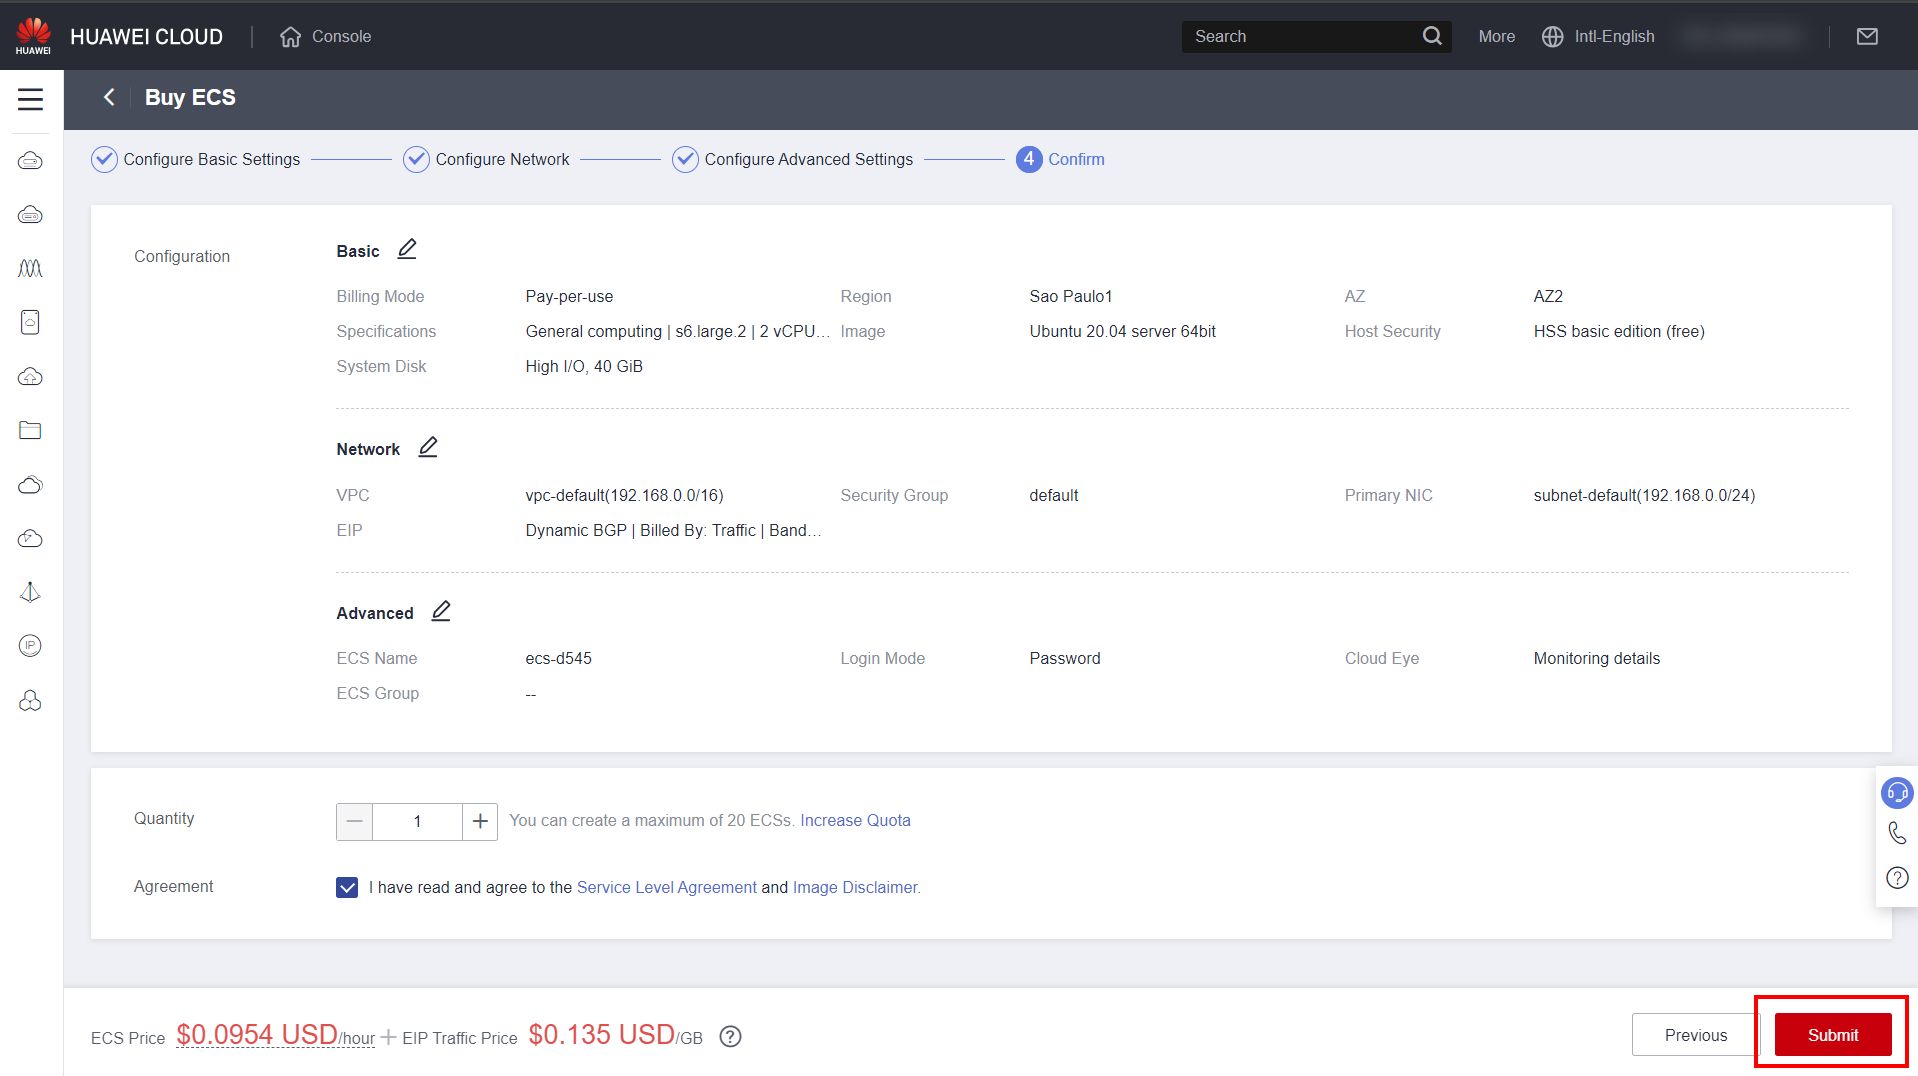 HUAWEI
HUAWEI CLOUD
Console
Search
More
Intl-English
Buy ECS
Configure Basic Settings
Configure Network
Configure Advanced Settings
4 Confirm
Configuration
Basic
Billing Mode Pay-per-use Region Sao Paulo1 AZ AZ2
Specifications General computing | s6.large.2 | 2 vCPU... Image Ubuntu 20.04 server 64bit Host Security HSS basic edition (free)
System Disk High I/O, 40 GiB
Network
VPC vpc-default(192.168.0.0/16) Security Group default Primary NIC subnet-default(192.168.0.0/24)
EIP Dynamic BGP | Billed By: Traffic | Band...
Advanced
ECS Name ecs-d545 Login Mode Password Cloud Eye Monitoring details
ECS Group --
IP
Quantity 1 You can create a maximum of 20 ECSs. Increase Quota
Agreement I have read and agree to the Service Level Agreement and Image Disclaimer.
ECS Price $0.0954 USD/hour + EIP Traffic Price $0.135 USD/GB
Previous
Submit